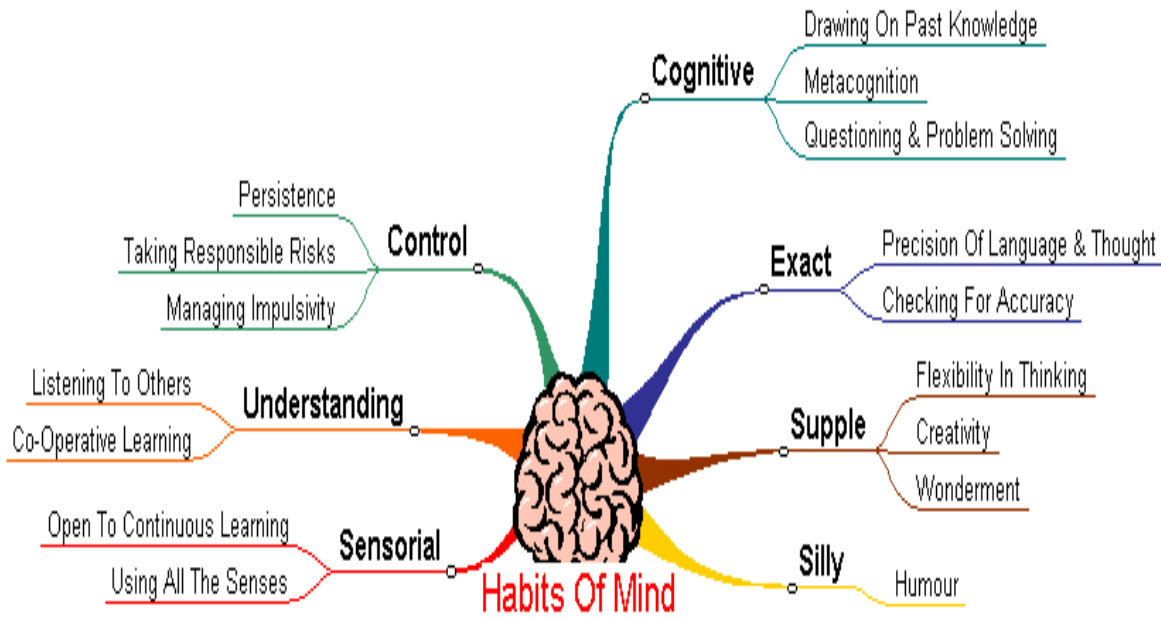 Drawing On Past Knowledge
Cognitive
Metacognition
Questioning & Problem Solving
Persistence
Control
Taking Responsible Risks
Managing Impulsivity
Exact
Precision Of Language & Thought
Checking For Accuracy
Listening To Others
Understanding
Co-Operative Learning
Flexibility In Thinking
Supple
Creativity
Wonderment
Open To Continuous Learning
Sensorial
Using All The Senses
Silly
Humour
Habits Of Mind